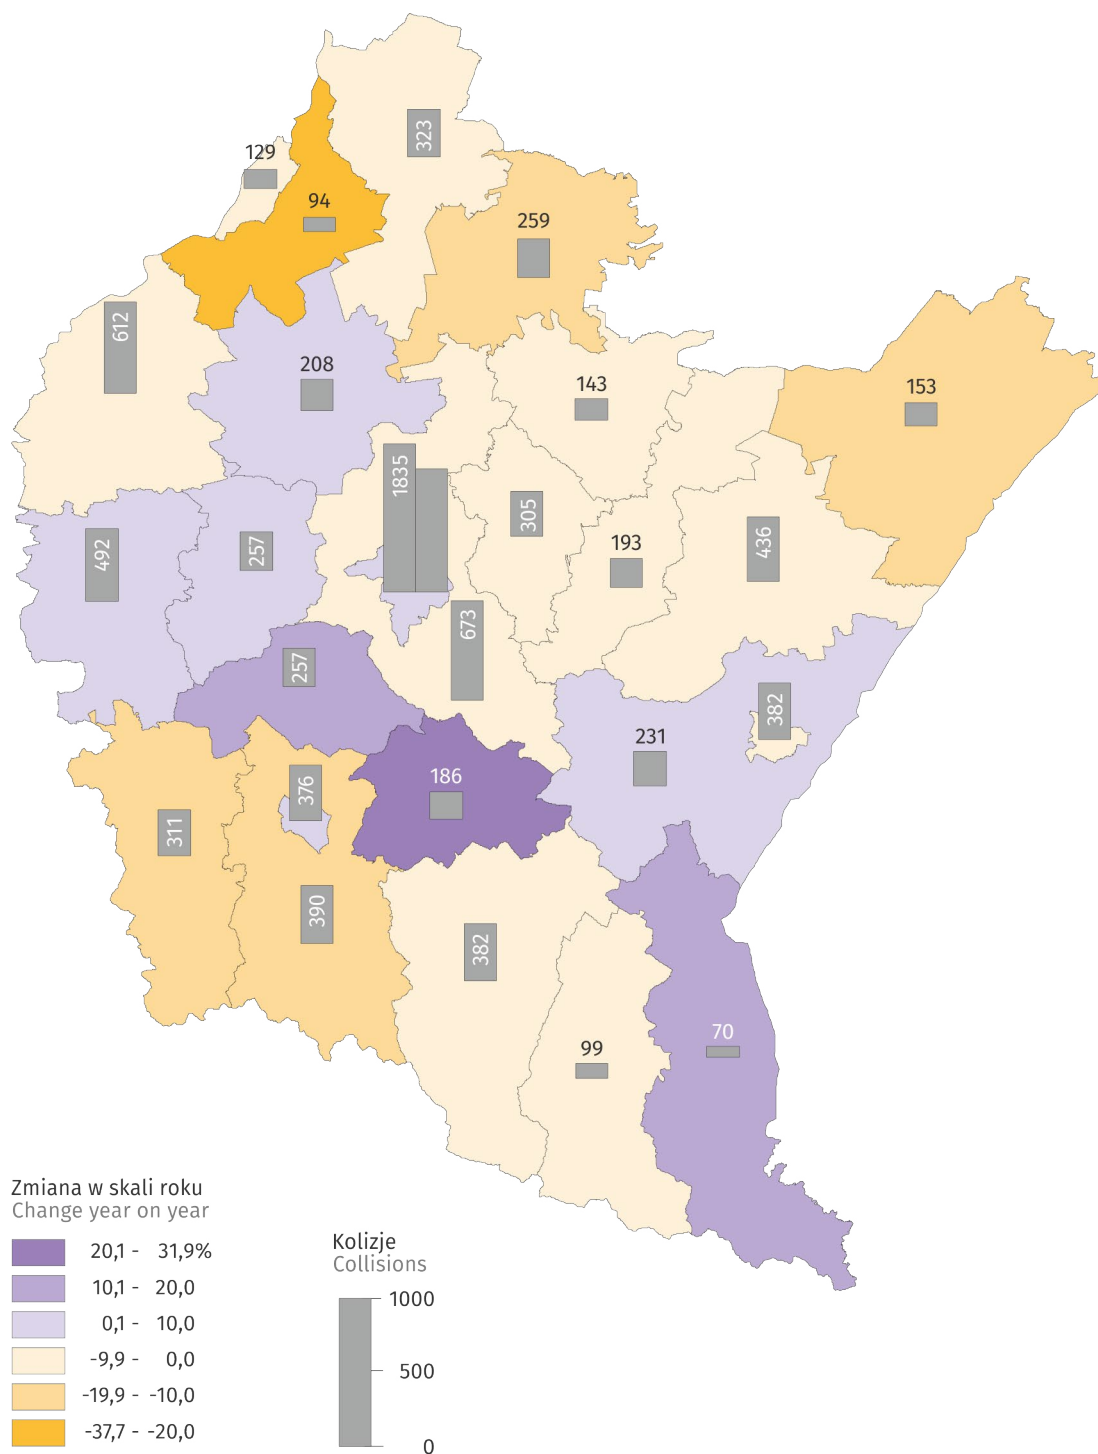 323
129
94
259
612
208
143
153
1835
305
492
257
193
436
673
257
382
231
186
376
311
390
382
99
70
Zmiana w skali roku
Change year on year
20,1 - 31,9%
10,1 - 20,0
0,1 - 10,0
-9,9 - 0,0
-19,9 - -10,0
-37,7 - -20,0
Kolizje
Collisions
1000
500
0